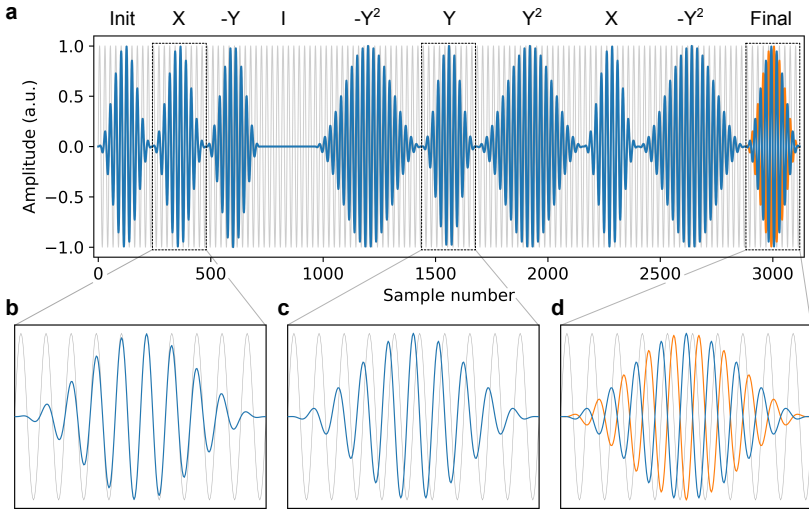 a
Init X -Y I -Y² Y Y² X -Y² Final
1.0
0.5
0.0
−0.5
−1.0
Amplitude (a.u.)
0 500 1000 1500 2000 2500 3000
Sample number
b c d